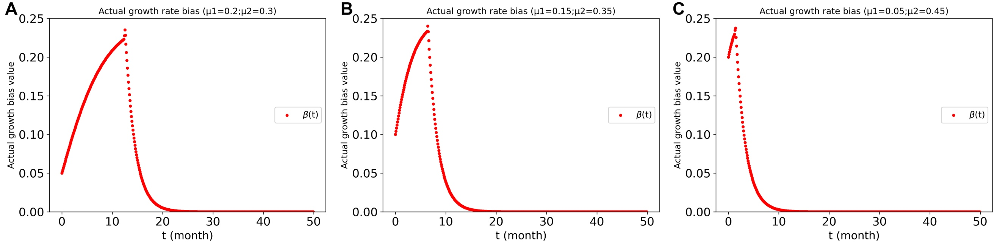 A
Actual growth rate bias (μ1=0.2;μ2=0.3)
0.25
0.20
0.15
0.10
0.05
0.00
Actual growth bias value
β(t)
0 10 20 30 40 50
t (month)
B
Actual growth rate bias (μ1=0.15;μ2=0.35)
0.25
0.20
0.15
0.10
0.05
0.00
Actual growth bias value
β(t)
0 10 20 30 40 50
t (month)
C
Actual growth rate bias (μ1=0.05;μ2=0.45)
0.25
0.20
0.15
0.10
0.05
0.00
Actual growth bias value
β(t)
0 10 20 30 40 50
t (month)